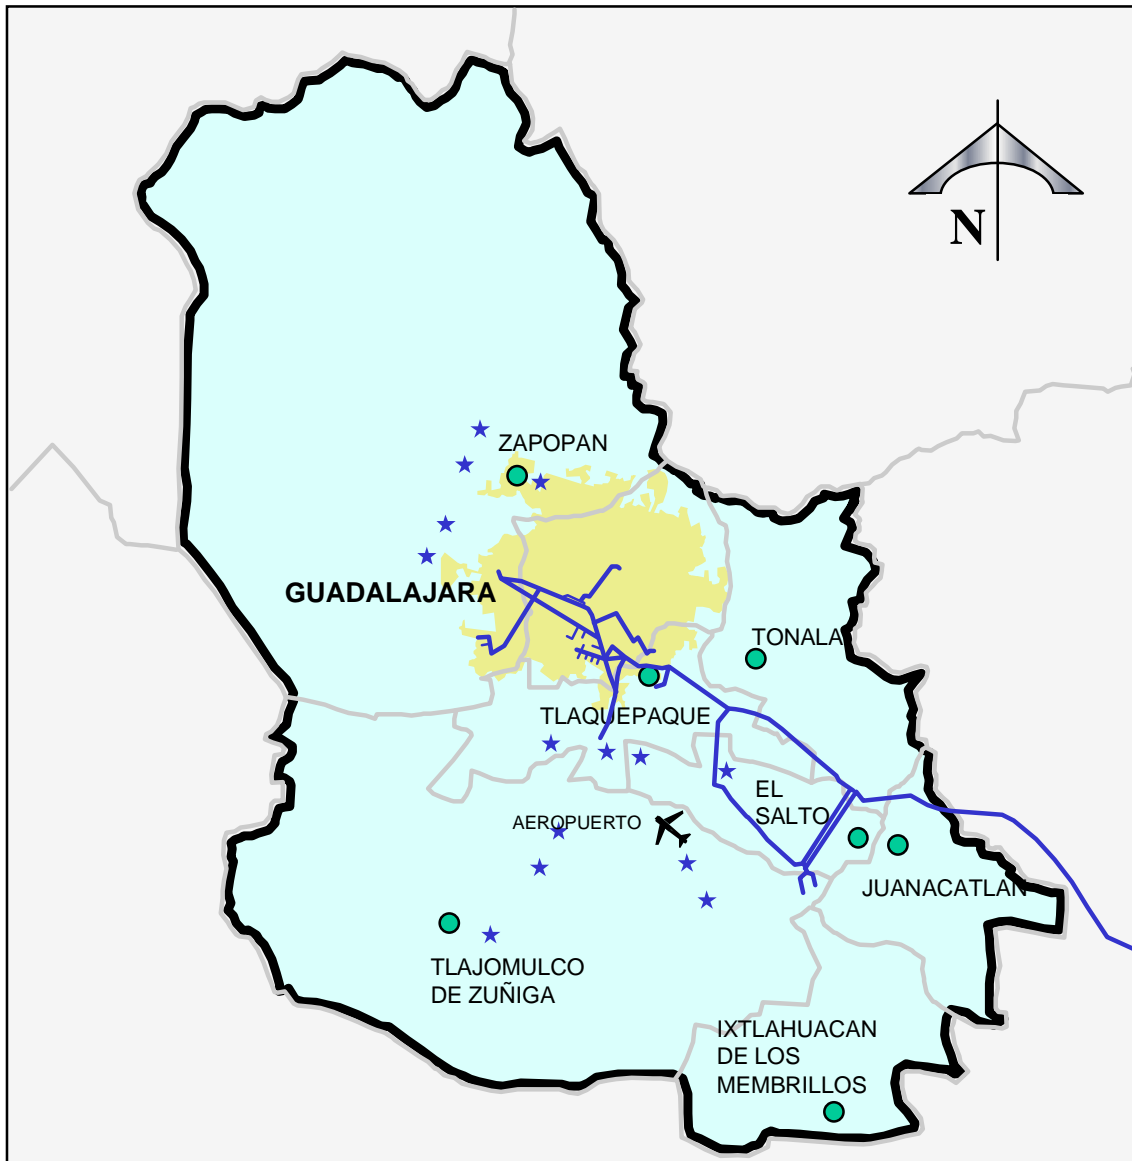 N
ZAPOPAN
GUADALAJARA
TONALA
TLAQUEPAQUE
EL
SALTO
AEROPUERTO
JUANACATLAN
TLAJOMULCO
DE ZUÑIGA
IXTLAHUACAN
DE LOS
MEMBRILLOS